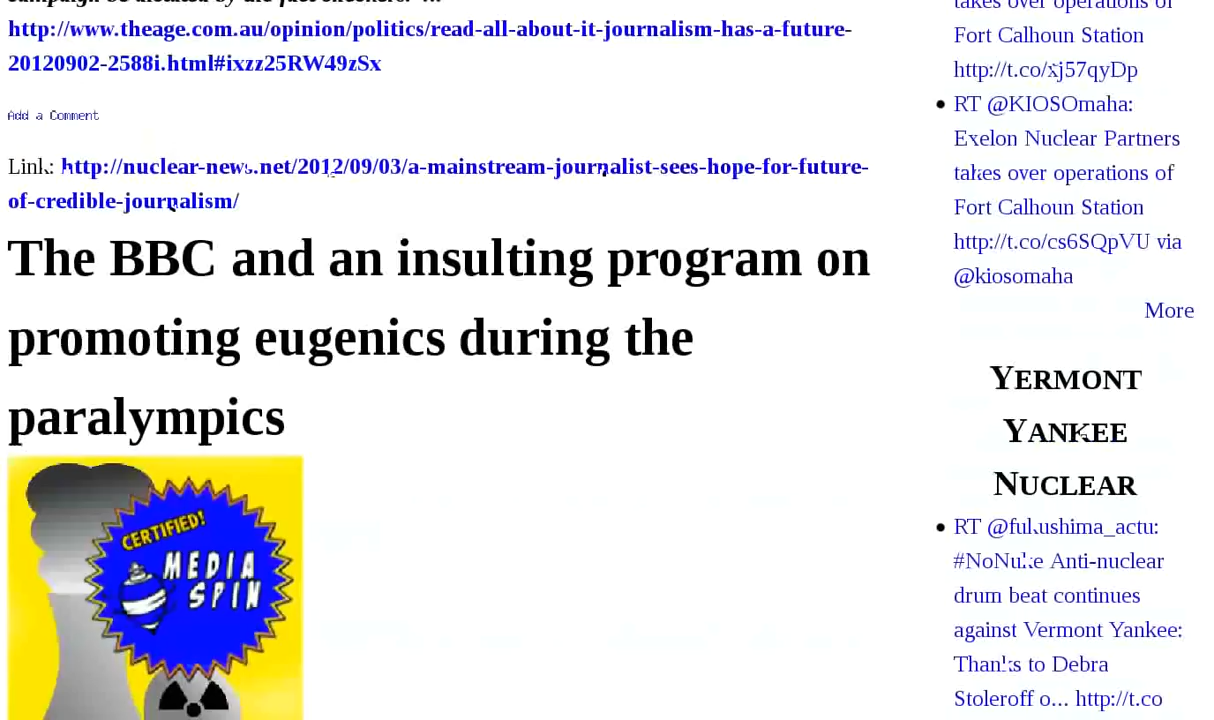 http://www.theage.com.au/opinion/politics/read-all-about-it-journalism-has-a-future-
20120902-2588i.html#ixzz25RW49zSx
Add a Comment
Link: http://nuclear-news.net/2012/09/03/a-mainstream-journalist-sees-hope-for-future-
of-credible-journalism/
The BBC and an insulting program on
promoting eugenics during the
paralympics
CERTIFIED!
MEDIA
SPIN
takes over operations of
Fort Calhoun Station
http://t.co/xj57qyDp
RT @KIOSOmaha:
Exelon Nuclear Partners
takes over operations of
Fort Calhoun Station
http://t.co/cs6SQpVU via
@kiosomaha
More
YERMONT
YANKEE
NUCLEAR
RT @fukushima_actu:
#NoNuke Anti-nuclear
drum beat continues
against Vermont Yankee:
Thanks to Debra
Stoleroff o... http://t.co